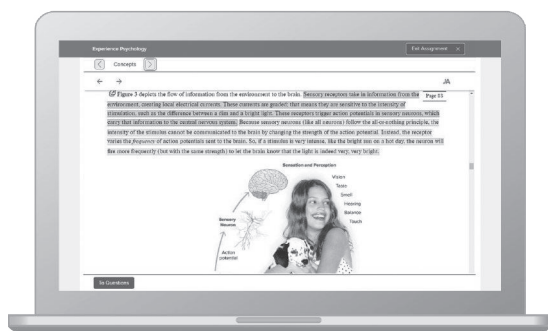 Experience Psychology
Exit Assignment ×
< Concepts >
← →
Figure 3 depicts the flow of information from the environment to the brain. Sensory receptors take in information from the
Page 83
environment, creating local electrical currents. These currents are graded; that means they are sensitive to the intensity of
stimulation, such as the difference between a dim and a bright light. These receptors trigger action potentials in sensory neurons, which
carry that information to the central nervous system. Because sensory neurons (like all neurons) follow the all-or-nothing principle, the
intensity of the stimulus cannot be communicated to the brain by changing the strength of the action potential. Instead, the receptor
varies the frequency of action potentials sent to the brain. So, if a stimulus is very intense, like the bright sun on a hot day, the neuron will
fire more frequently (but with the same strength) to let the brain know that the light is indeed very, very bright.
Sensation and Perception
Vision
Taste
Smell
Hearing
Balance
Touch
Sensory
Neuron
Action
potential
Questions